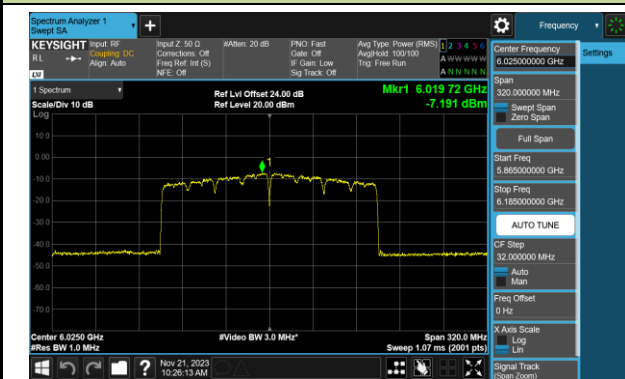 Spectrum Analyzer 1
Swept SA
+
Frequency
KEYSIGHT
Input: RF
Coupling: DC
Align: Auto
Input Z: 50 Ω
Corrections: Off
Freq Ref: Int (S)
NFE: Off
#Atten: 20 dB
PNO: Fast
Gate: Off
IF Gain: Low
Sig Track: Off
Avg Type: Power (RMS)
Avg|Hold: 100/100
Trig: Free Run
1 2 3 4 5 6
A W W W W W
A N N N N N
R L
LNI
1 Spectrum
Scale/Div 10 dB
Log
Ref Lvl Offset 24.00 dB
Ref Level 20.00 dBm
Mkr1 6.019 72 GHz
-7.191 dBm
10.0
0.00
-10.0
-20.0
-30.0
-40.0
-50.0
-60.0
-70.0
1
Center 6.0250 GHz
#Res BW 1.0 MHz
#Video BW 3.0 MHz*
Span 320.0 MHz
Sweep 1.07 ms (2001 pts)
Nov 21, 2023
10:26:13 AM
?
Center Frequency
6.025000000 GHz
Settings
Span
320.000000 MHz
Swept Span
Zero Span
Full Span
Start Freq
5.865000000 GHz
Stop Freq
6.185000000 GHz
AUTO TUNE
CF Step
32.000000 MHz
Auto
Man
Freq Offset
0 Hz
X Axis Scale
Log
Lin
Signal Track
(Span Zoom)